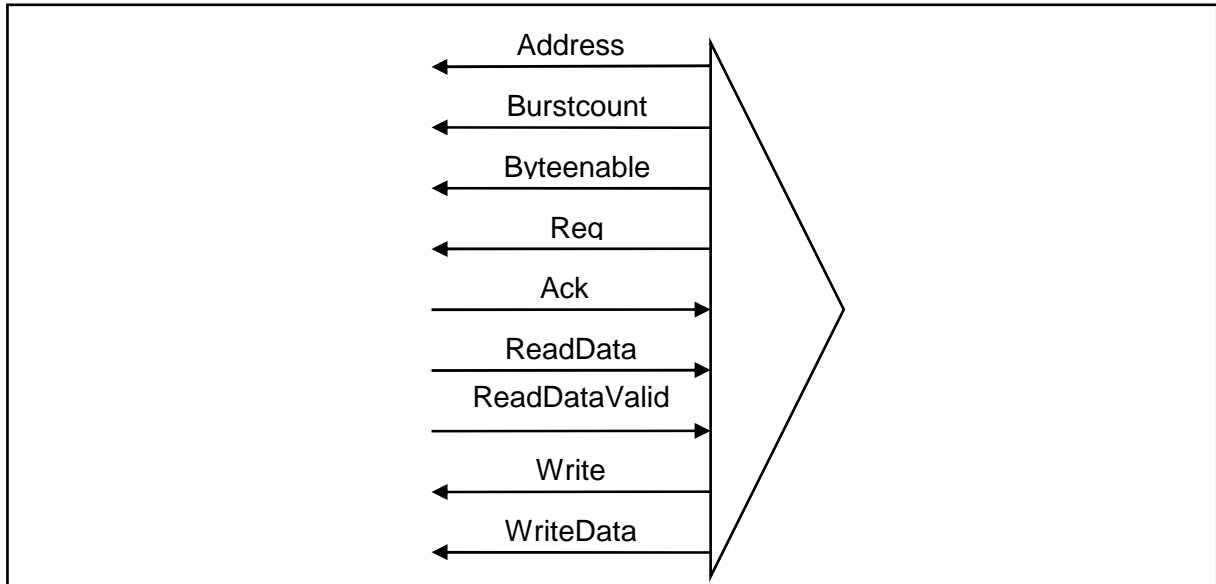 Address
Burstcount
Byteenable
Req
Ack
ReadData
ReadDataValid
Write
WriteData